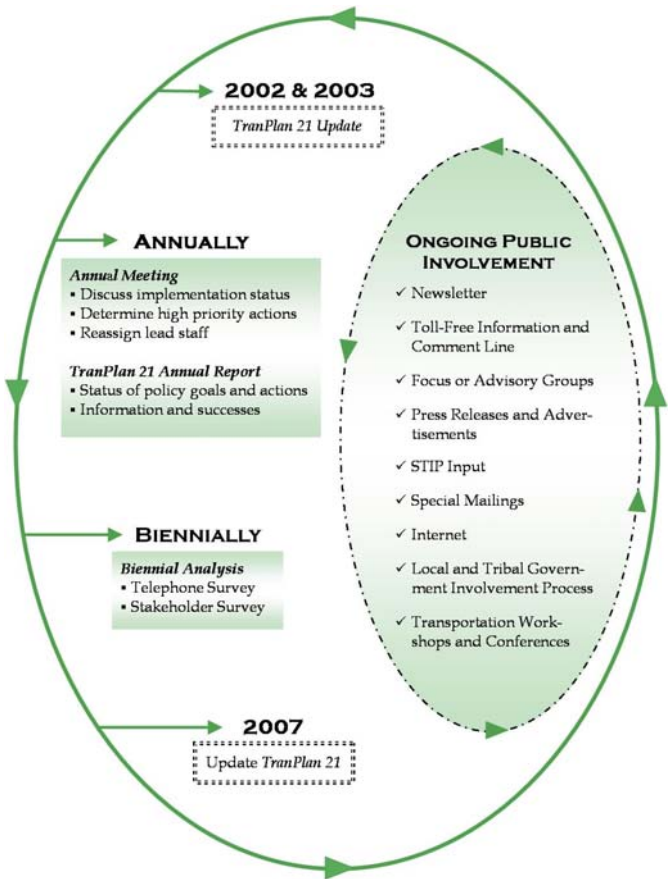 2002 & 2003
TranPlan 21 Update
ANNUALLY
Annual Meeting
▪ Discuss implementation status
▪ Determine high priority actions
▪ Reassign lead staff
TranPlan 21 Annual Report
▪ Status of policy goals and actions
▪ Information and successes
BIENNIALLY
Biennial Analysis
▪ Telephone Survey
▪ Stakeholder Survey
2007
Update TranPlan 21
ONGOING PUBLIC
INVOLVEMENT
✓ Newsletter
✓ Toll-Free Information and
Comment Line
✓ Focus or Advisory Groups
✓ Press Releases and Adver-
tisements
✓ STIP Input
✓ Special Mailings
✓ Internet
✓ Local and Tribal Govern-
ment Involvement Process
✓ Transportation Work-
shops and Conferences